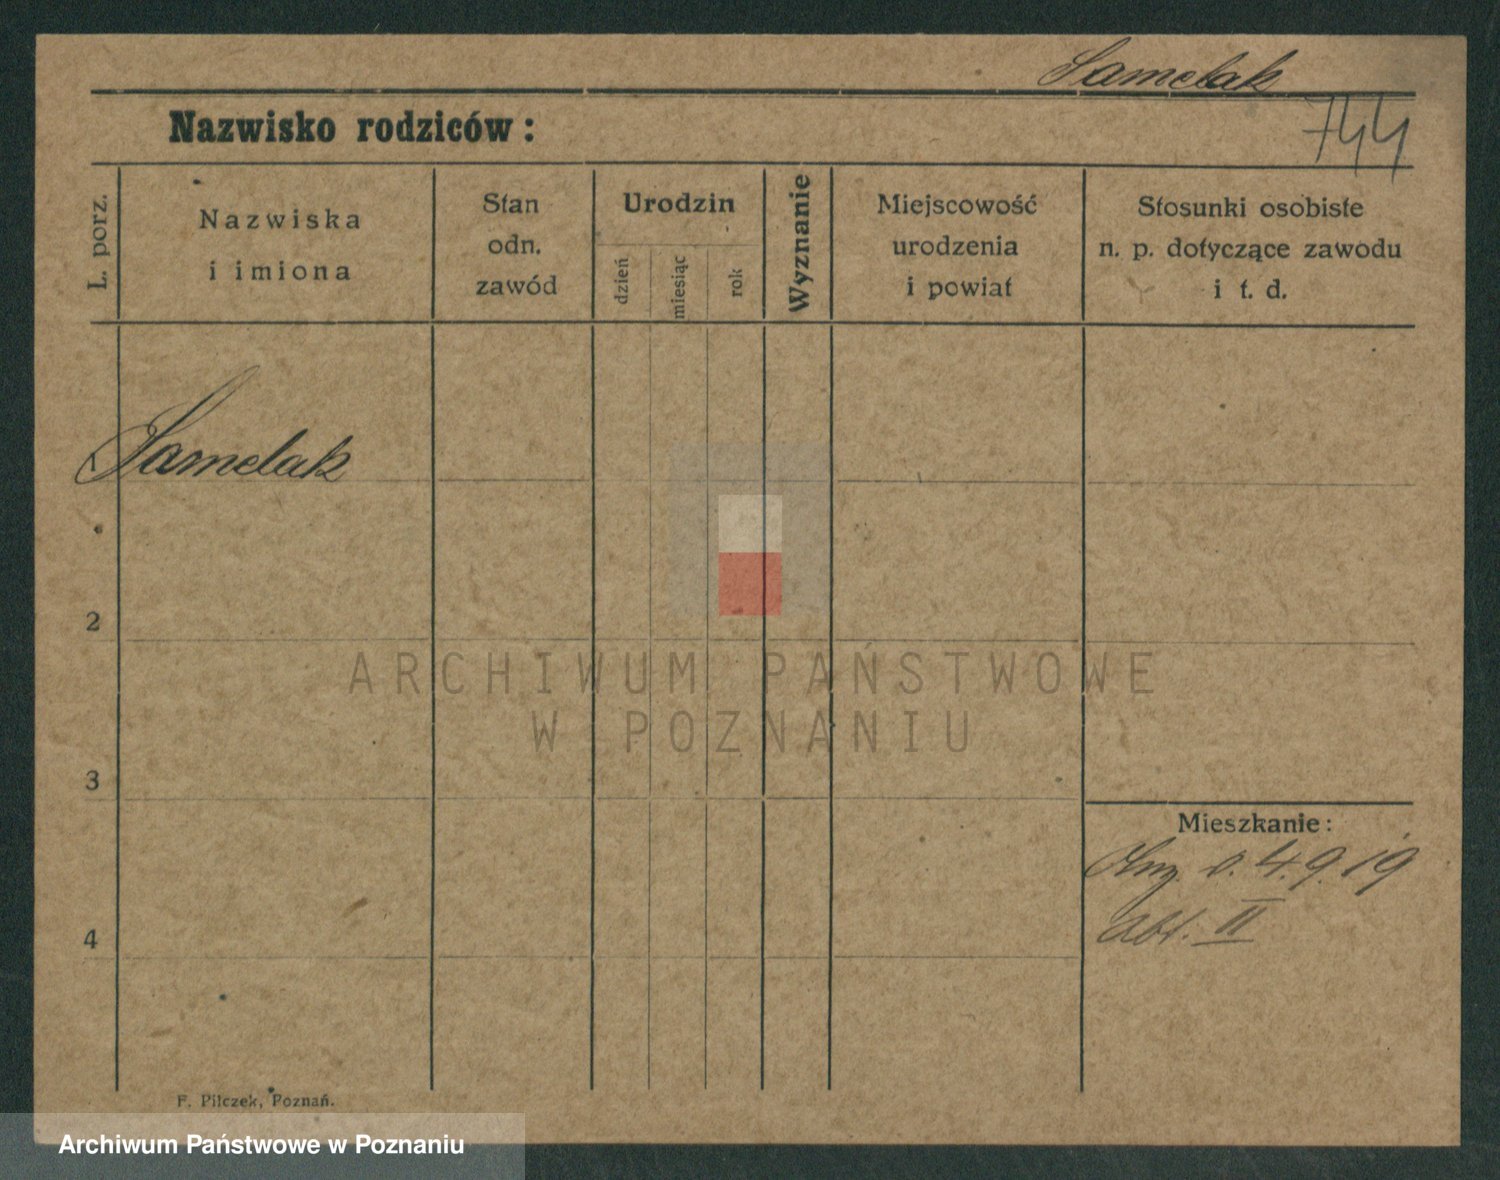 Samelak
Nazwisko rodziców:
744
L. porz.
Nazwiska
i imiona
Stan
odn.
zawód
Urodzin
dzień
miesiąc
rok
Wyznanie
Miejscowość
urodzenia
i powiat
Stosunki osobiste
n. p. dotyczące zawodu
i t. d.
1 Samelak
2
3
4
Mieszkanie:
4.9.19
Abt. II
ARCHIWUM PAŃSTWOWE
W POZNANIU
F. Pilczek, Poznań.
Archiwum Państwowe w Poznaniu